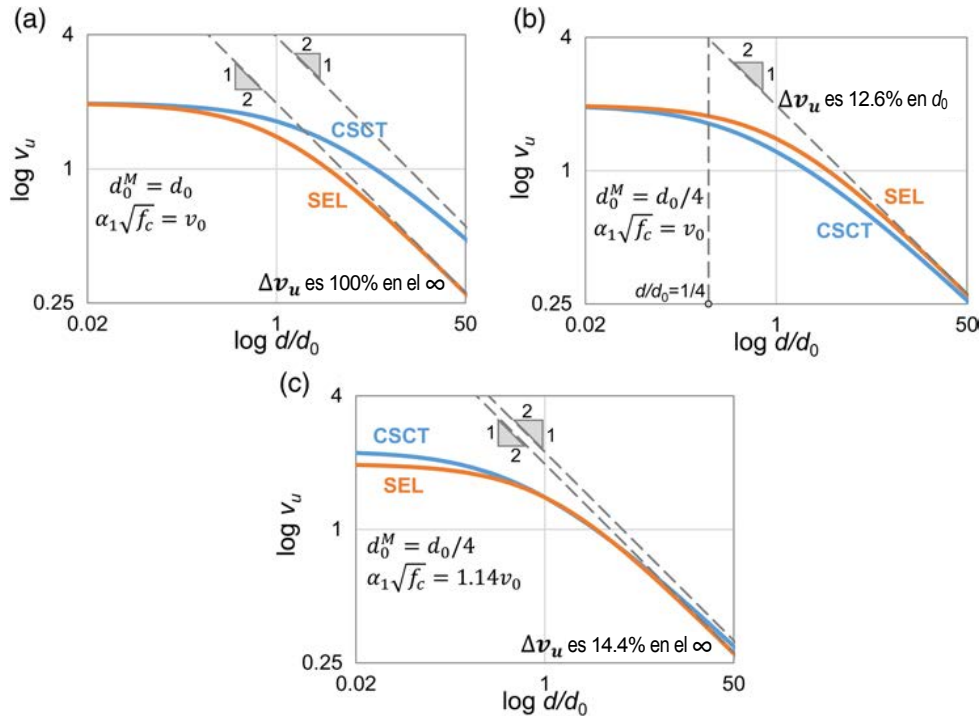 (a)
4
1
0.25
log vᵤ
1
2
2
1
CSCT
SEL
d₀ᴹ = d₀
α₁√f꜀ = v₀
Δvᵤ es 100% en el ∞
0.02
1
50
log d/d₀
(b)
4
1
0.25
log vᵤ
2
1
Δvᵤ es 12.6% en d₀
d₀ᴹ = d₀/4
α₁√f꜀ = v₀
SEL
CSCT
d/d₀=1/4
0.02
1
50
log d/d₀
(c)
4
1
0.25
log vᵤ
CSCT
SEL
2
1
1
2
d₀ᴹ = d₀/4
α₁√f꜀ = 1.14v₀
Δvᵤ es 14.4% en el ∞
0.02
1
50
log d/d₀